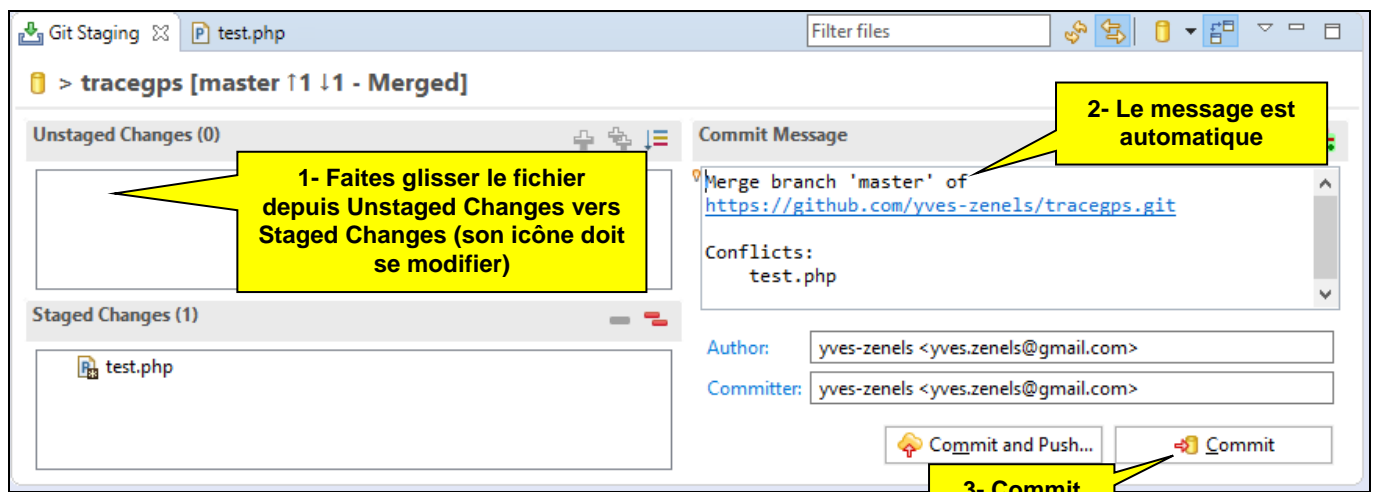 Git Staging
test.php
Filter files
> tracegps [master ↑1 ↓1 - Merged]
Unstaged Changes (0)
1- Faites glisser le fichier
depuis Unstaged Changes vers
Staged Changes (son icône doit
se modifier)
Staged Changes (1)
test.php
Commit Message
2- Le message est
automatique
Merge branch 'master' of
https://github.com/yves-zenels/tracegps.git
Conflicts:
test.php
Author: yves-zenels <yves.zenels@gmail.com>
Committer: yves-zenels <yves.zenels@gmail.com>
Commit and Push...
Commit
3- Commit